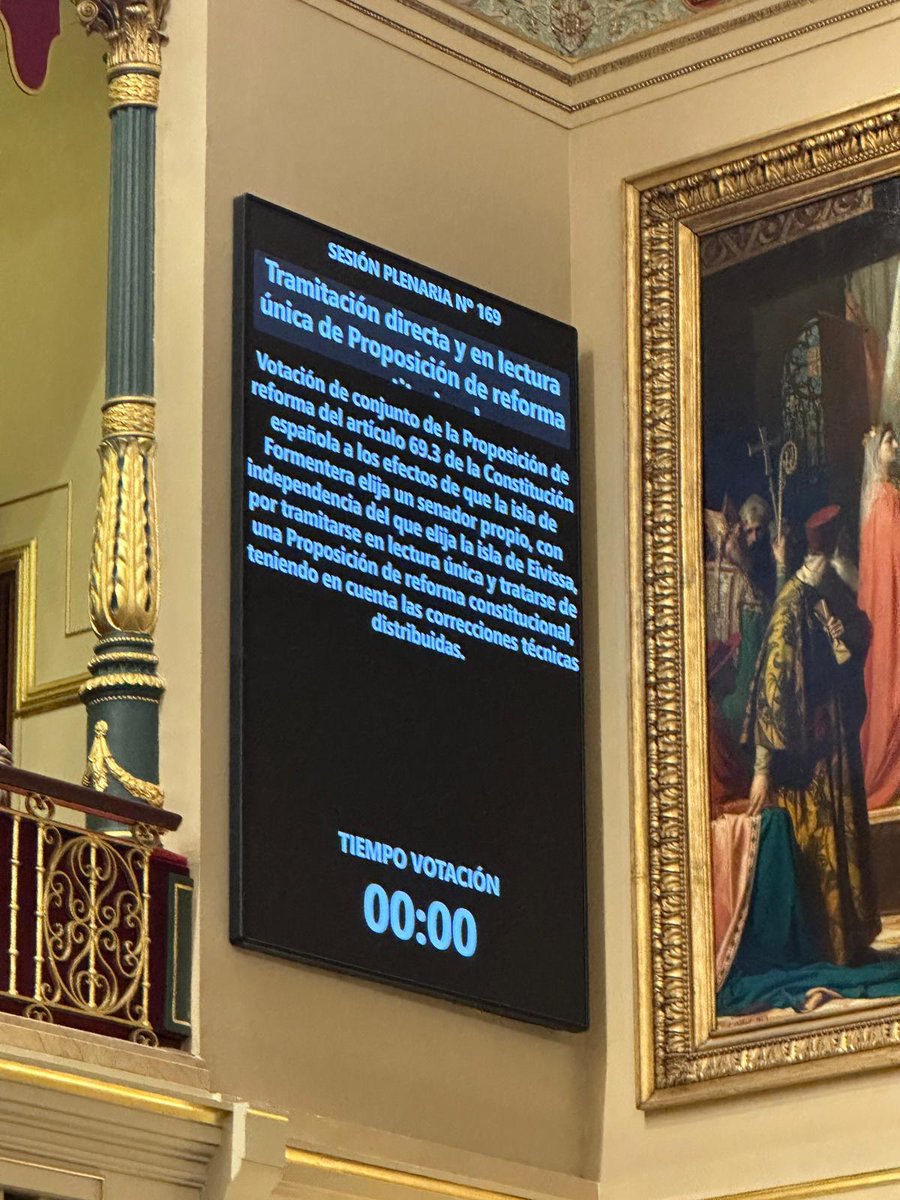 SESIÓN PLENARIA Nº 169
Tramitación directa y en lectura
única de Proposición de reforma
Votación de conjunto de la Proposición de
reforma del artículo 69.3 de la Constitución
española a los efectos de que la isla de
Formentera elija un senador propio, con
independencia del que elija la isla de Eivissa,
por tramitarse en lectura única y tratarse de
una Proposición de reforma constitucional,
teniendo en cuenta las correcciones técnicas
distribuidas.
TIEMPO VOTACIÓN
00:00